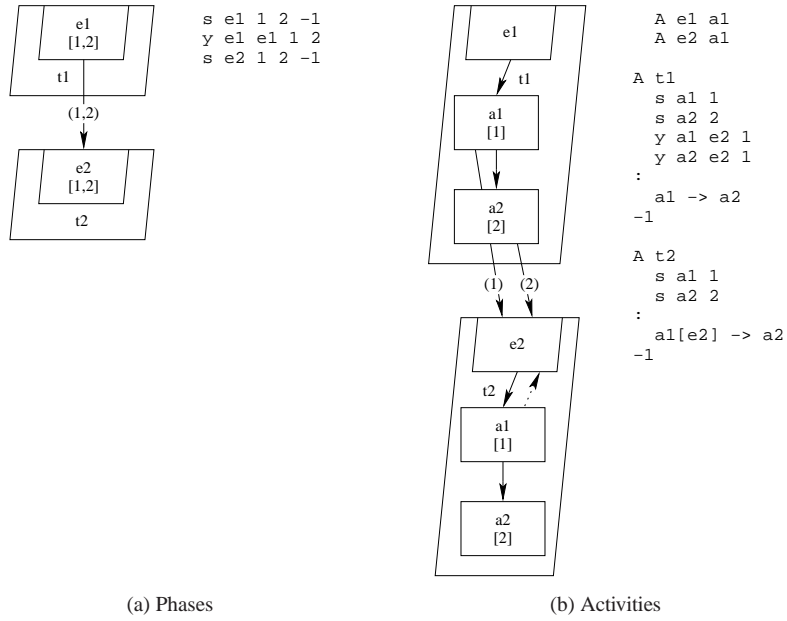 e1
[1,2]
t1
(1,2)
e2
[1,2]
t2
s e1 1 2 -1
y e1 e1 1 2
s e2 1 2 -1
(a) Phases
e1
t1
a1
[1]
a2
[2]
(1) (2)
e2
t2
a1
[1]
a2
[2]
A e1 a1
A e2 a1
A t1
s a1 1
s a2 2
y a1 e2 1
y a2 e2 1
:
a1 -> a2
-1
A t2
s a1 1
s a2 2
:
a1[e2] -> a2
-1
(b) Activities